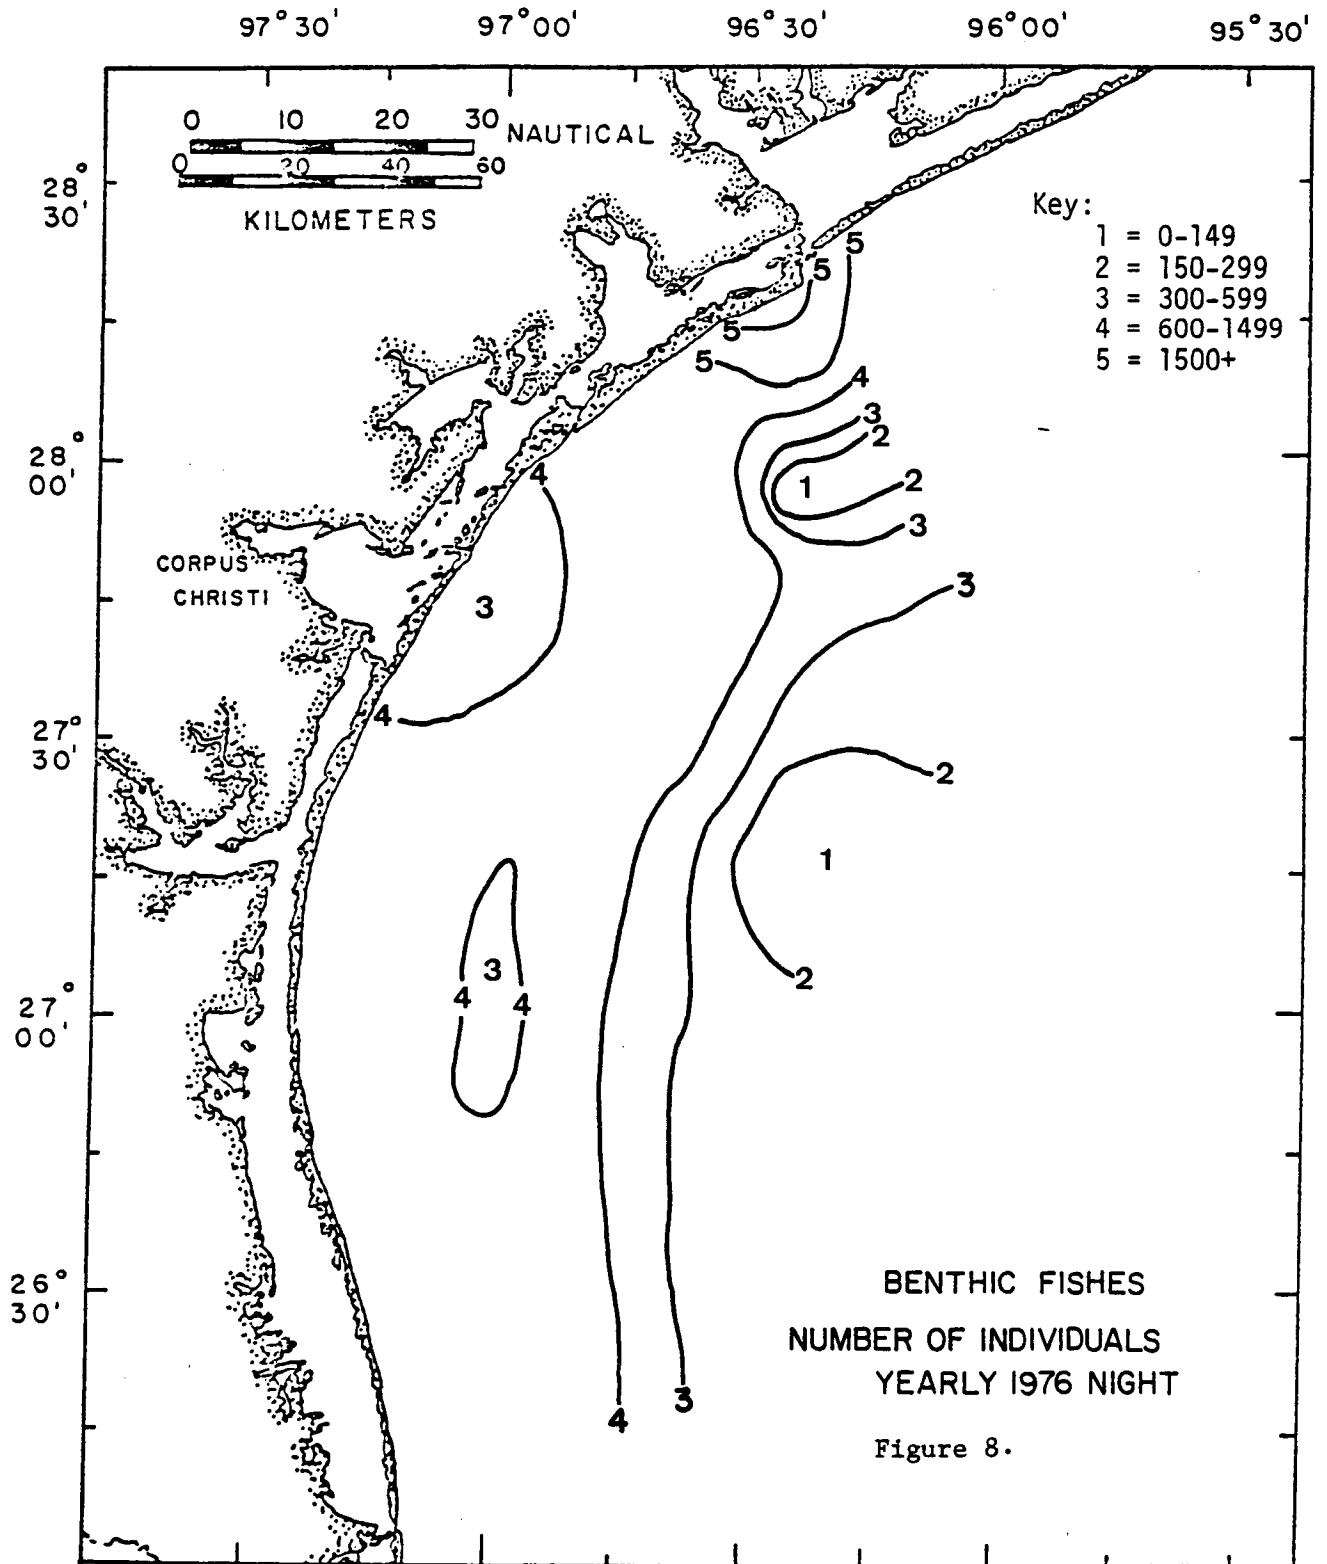 97°30' 97°00' 96°30' 96°00' 95°30'
0 10 20 30 NAUTICAL
0 20 40 60
KILOMETERS
28°
30'
Key:
1 = 0-149
2 = 150-299
3 = 300-599
4 = 600-1499
5 = 1500+
5
5
5
5
4
3
2
28°
00'
4
1
2
3
CORPUS
CHRISTI
3
3
4
27°
30'
2
1
3
2
4
4
27°
00'
26°
30'
BENTHIC FISHES
NUMBER OF INDIVIDUALS
YEARLY 1976 NIGHT
4
3
Figure 8.